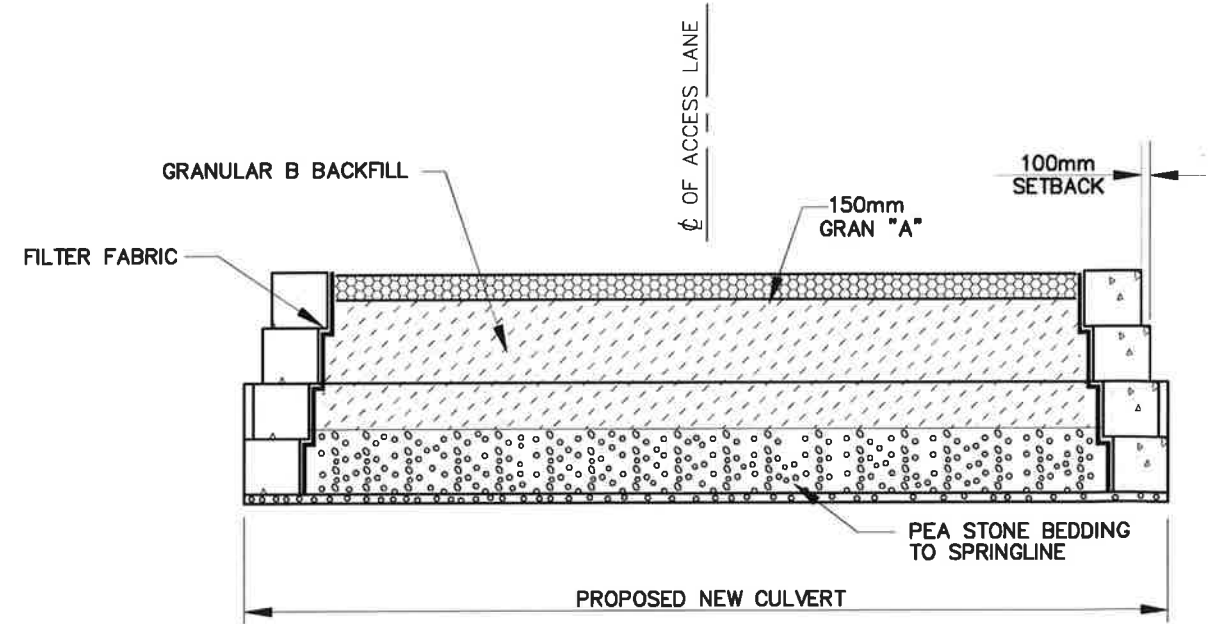 ℄ OF ACCESS LANE
GRANULAR B BACKFILL
100mm
SETBACK
150mm
GRAN "A"
FILTER FABRIC
PEA STONE BEDDING
TO SPRINGLINE
PROPOSED NEW CULVERT